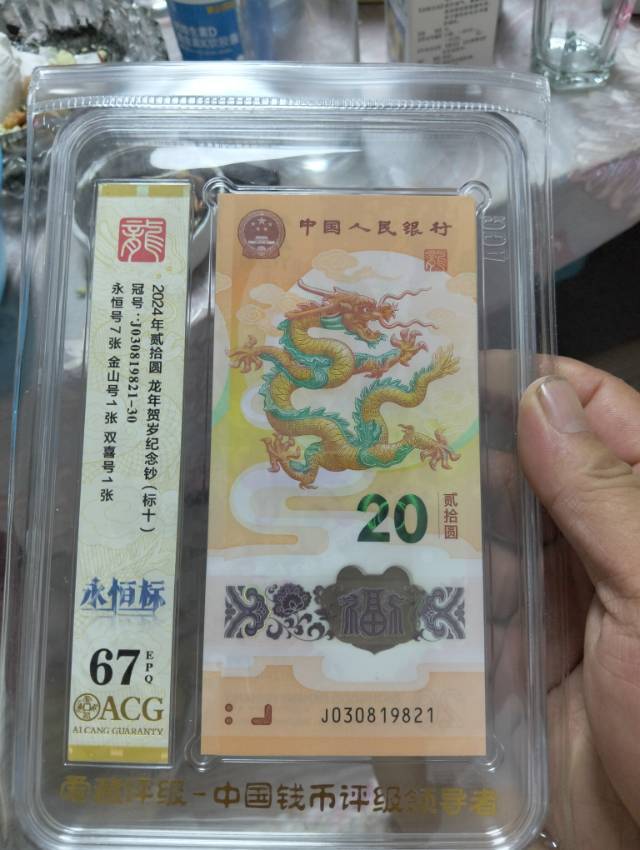 龍
2024年贰拾圆 龙年贺岁纪念钞(标十)
冠号:J030819821-30
永恒号7张 金山号1张 双喜号1张
永恒标
67
EPQ
ACG
AI CANG GUARANTY
中国人民银行
龍
20
贰拾圆
福
J030819821
评级-中国钱币评级领导者
ACG